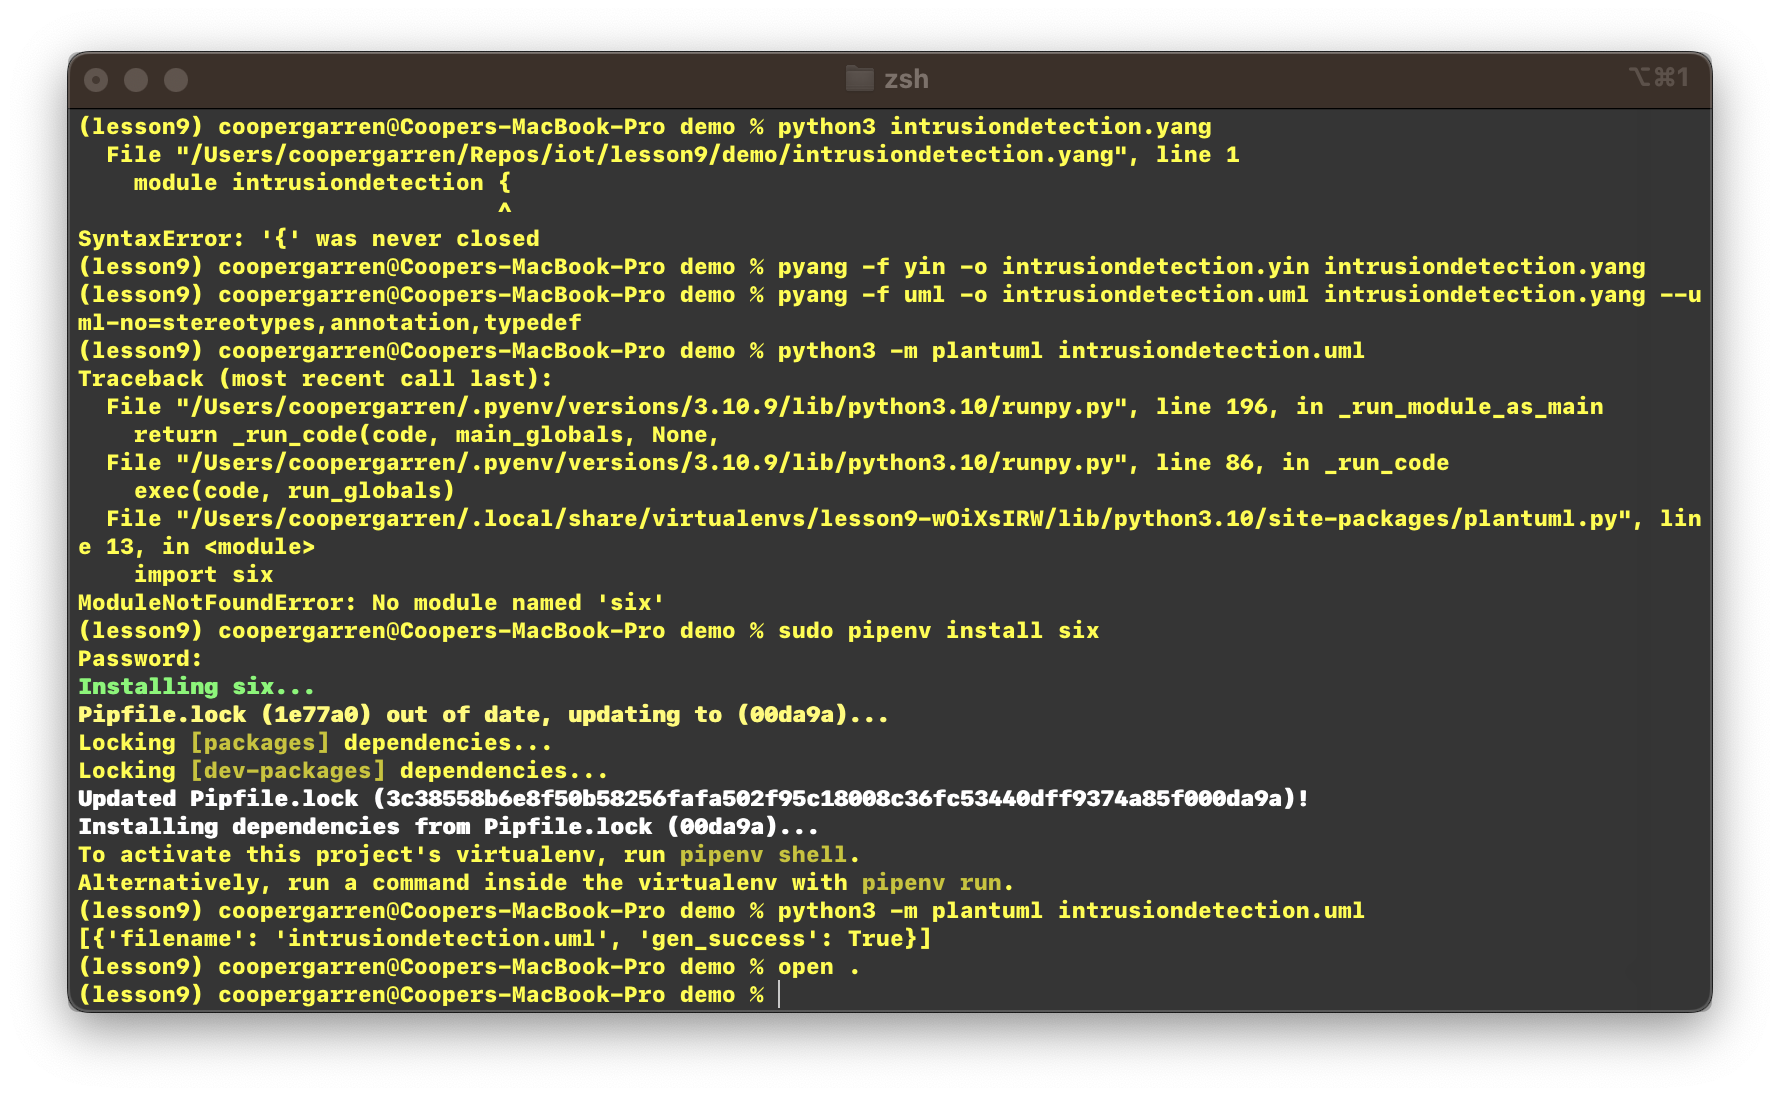 zsh
⌥⌘1
(lesson9) coopergarren@Coopers-MacBook-Pro demo % python3 intrusiondetection.yang
  File "/Users/coopergarren/Repos/iot/lesson9/demo/intrusiondetection.yang", line 1
    module intrusiondetection {
                              ^
SyntaxError: '{' was never closed
(lesson9) coopergarren@Coopers-MacBook-Pro demo % pyang -f yin -o intrusiondetection.yin intrusiondetection.yang
(lesson9) coopergarren@Coopers-MacBook-Pro demo % pyang -f uml -o intrusiondetection.uml intrusiondetection.yang --u
ml-no=stereotypes,annotation,typedef
(lesson9) coopergarren@Coopers-MacBook-Pro demo % python3 -m plantuml intrusiondetection.uml
Traceback (most recent call last):
  File "/Users/coopergarren/.pyenv/versions/3.10.9/lib/python3.10/runpy.py", line 196, in _run_module_as_main
    return _run_code(code, main_globals, None,
  File "/Users/coopergarren/.pyenv/versions/3.10.9/lib/python3.10/runpy.py", line 86, in _run_code
    exec(code, run_globals)
  File "/Users/coopergarren/.local/share/virtualenvs/lesson9-wOiXsIRW/lib/python3.10/site-packages/plantuml.py", lin
e 13, in <module>
    import six
ModuleNotFoundError: No module named 'six'
(lesson9) coopergarren@Coopers-MacBook-Pro demo % sudo pipenv install six
Password:
Installing six...
Pipfile.lock (1e77a0) out of date, updating to (00da9a)...
Locking [packages] dependencies...
Locking [dev-packages] dependencies...
Updated Pipfile.lock (3c38558b6e8f50b58256fafa502f95c18008c36fc53440dff9374a85f000da9a)!
Installing dependencies from Pipfile.lock (00da9a)...
To activate this project's virtualenv, run pipenv shell.
Alternatively, run a command inside the virtualenv with pipenv run.
(lesson9) coopergarren@Coopers-MacBook-Pro demo % python3 -m plantuml intrusiondetection.uml
[{'filename': 'intrusiondetection.uml', 'gen_success': True}]
(lesson9) coopergarren@Coopers-MacBook-Pro demo % open .
(lesson9) coopergarren@Coopers-MacBook-Pro demo %